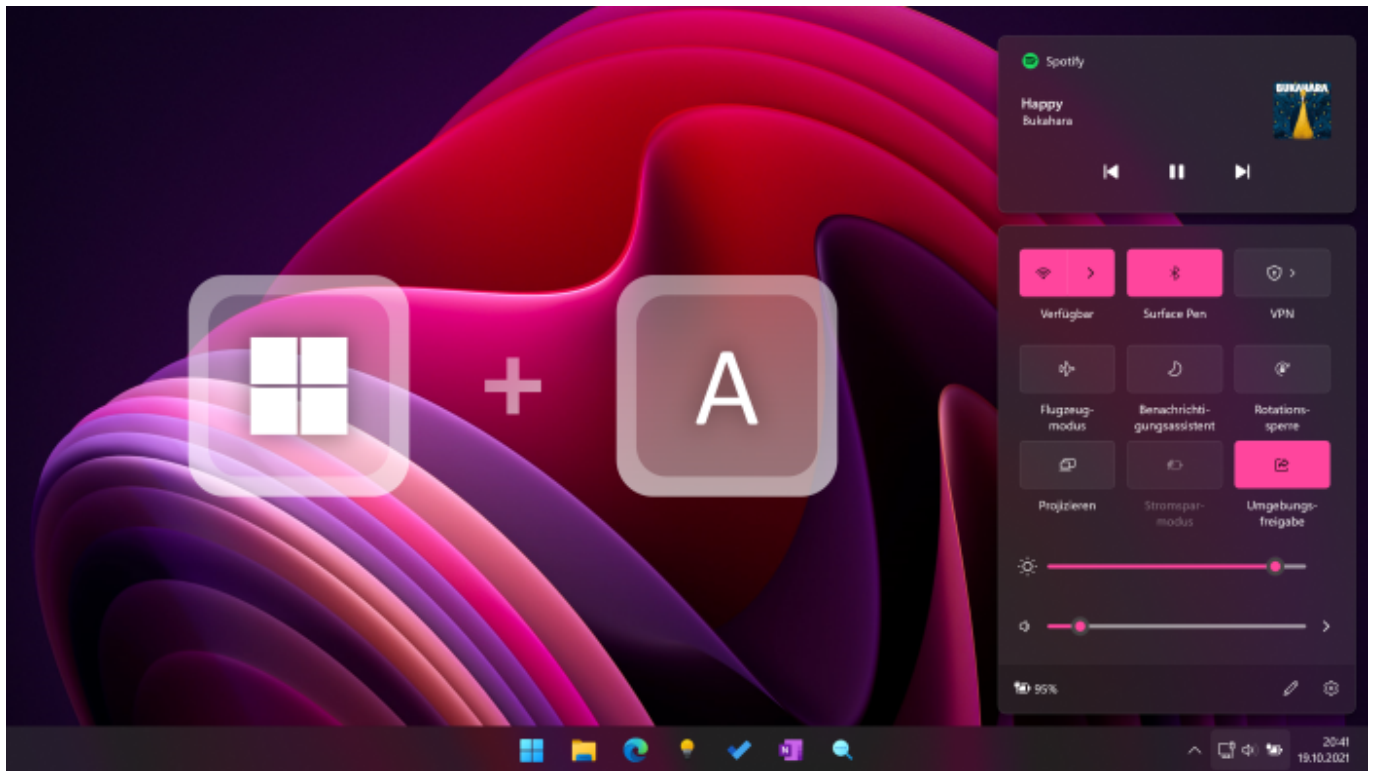 Spotify
Happy
Bukahara
BUKAHARA
Verfügbar
Surface Pen
VPN
Flugzeug-
modus
Benachrichti-
gungsassistent
Rotations-
sperre
Projizieren
Stromspar-
modus
Umgebungs-
freigabe
95%
+
A
N
20:41
19.10.2021